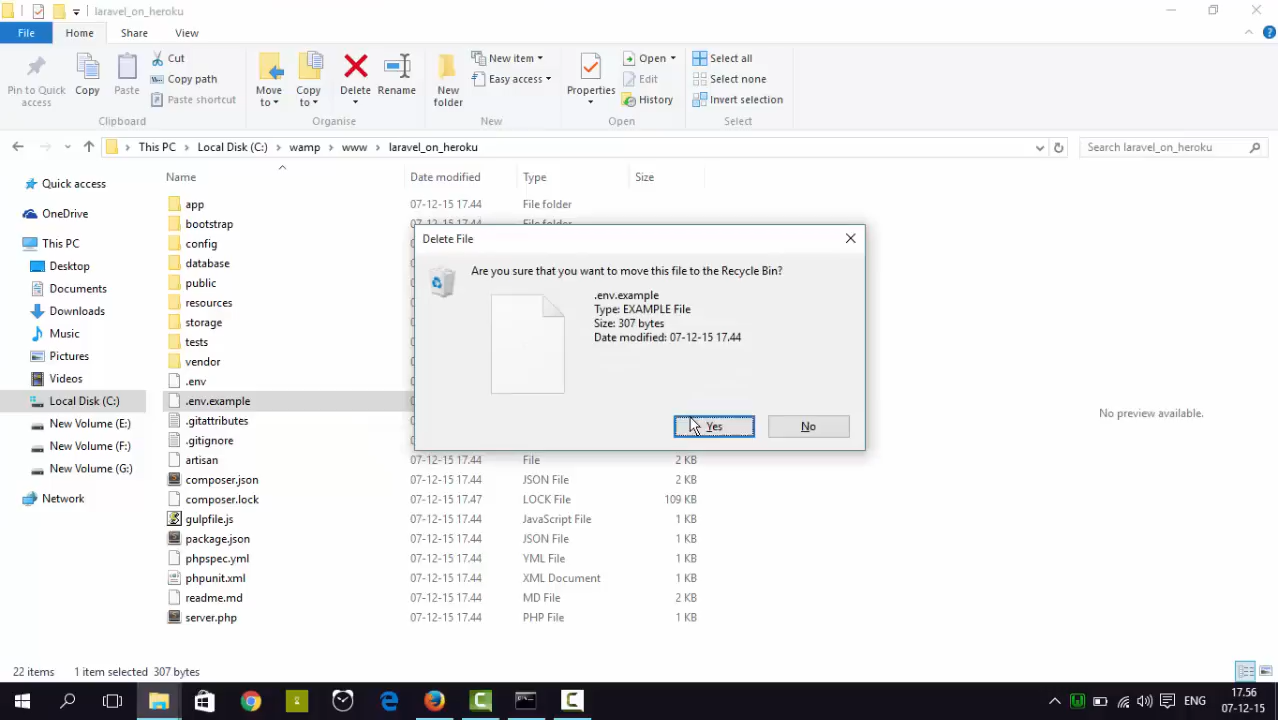 laravel_on_heroku
File Home Share View
Pin to Quick access
Copy
Paste
Cut
Copy path
Paste shortcut
Clipboard
Move to
Copy to
Delete
Rename
Organise
New folder
New item
Easy access
New
Properties
Open
Edit
History
Open
Select all
Select none
Invert selection
Select
This PC Local Disk (C:) wamp www laravel_on_heroku
Search laravel_on_heroku
Name Date modified Type Size
Quick access
OneDrive
This PC
Desktop
Documents
Downloads
Music
Pictures
Videos
Local Disk (C:)
New Volume (E:)
New Volume (F:)
New Volume (G:)
Network
app 07-12-15 17.44 File folder
bootstrap 07-12-15 17.44 File folder
config
database
public
resources
storage
tests
vendor
.env
.env.example
.gitattributes
.gitignore
artisan 07-12-15 17.44 File 2 KB
composer.json 07-12-15 17.44 JSON File 2 KB
composer.lock 07-12-15 17.47 LOCK File 109 KB
gulpfile.js 07-12-15 17.44 JavaScript File 1 KB
package.json 07-12-15 17.44 JSON File 1 KB
phpspec.yml 07-12-15 17.44 YML File 1 KB
phpunit.xml 07-12-15 17.44 XML Document 1 KB
readme.md 07-12-15 17.44 MD File 2 KB
server.php 07-12-15 17.44 PHP File 1 KB
Delete File
Are you sure that you want to move this file to the Recycle Bin?
.env.example
Type: EXAMPLE File
Size: 307 bytes
Date modified: 07-12-15 17.44
Yes No
No preview available.
22 items 1 item selected 307 bytes
ENG
17.56
07-12-15